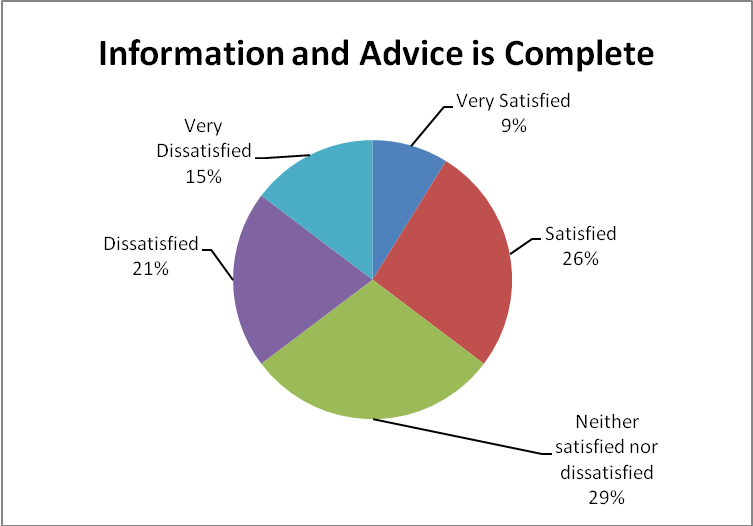 Information and Advice is Complete
Very Satisfied
9%
Satisfied
26%
Neither
satisfied nor
dissatisfied
29%
Dissatisfied
21%
Very
Dissatisfied
15%